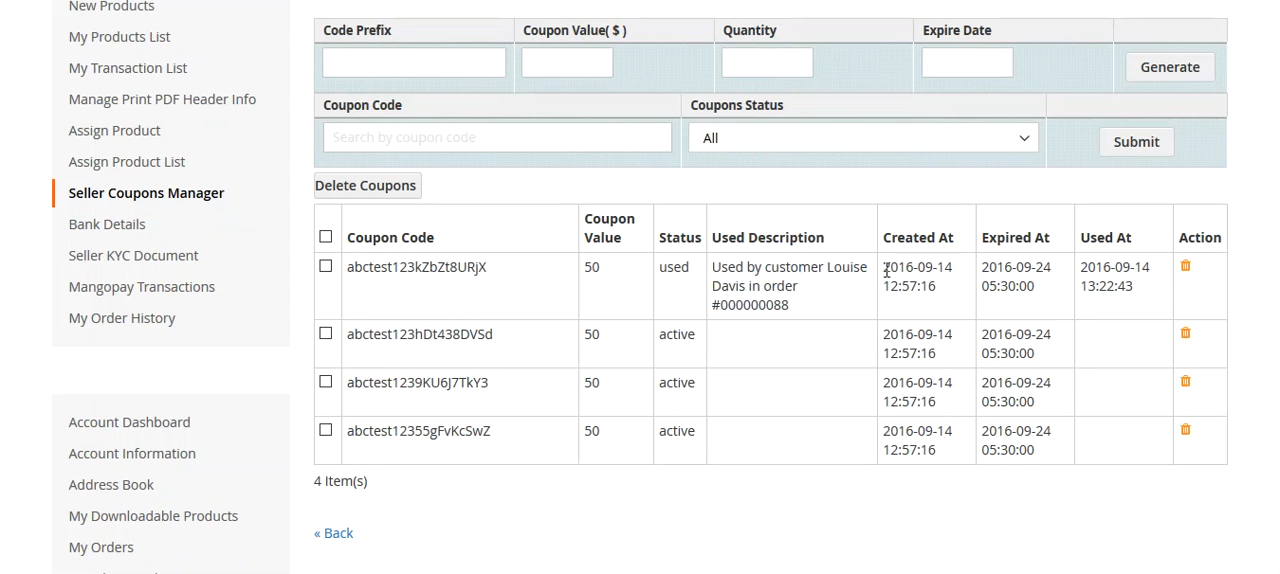 New Products
My Products List
My Transaction List
Manage Print PDF Header Info
Assign Product
Assign Product List
Seller Coupons Manager
Bank Details
Seller KYC Document
Mangopay Transactions
My Order History
Account Dashboard
Account Information
Address Book
My Downloadable Products
My Orders
Code Prefix Coupon Value( $ ) Quantity Expire Date
Generate
Coupon Code Coupons Status
Search by coupon code All Submit
Delete Coupons
Coupon Code Coupon Value Status Used Description Created At Expired At Used At Action
abctest123kZbZt8URjX 50 used Used by customer Louise 2016-09-14 2016-09-24 2016-09-14
Davis in order 12:57:16 05:30:00 13:22:43
#000000088
abctest123hDt438DVSd 50 active 2016-09-14 2016-09-24
12:57:16 05:30:00
abctest1239KU6J7TkY3 50 active 2016-09-14 2016-09-24
12:57:16 05:30:00
abctest12355gFvKcSwZ 50 active 2016-09-14 2016-09-24
12:57:16 05:30:00
4 Item(s)
« Back